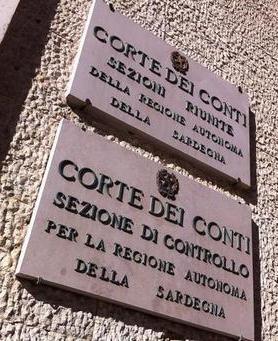 CORTE DEI CONTI
SEZIONI RIUNITE
DELLA REGIONE AUTONOMA
DELLA SARDEGNA
CORTE DEI CONTI
SEZIONE DI CONTROLLO
PER LA REGIONE AUTONOMA
DELLA SARDEGNA